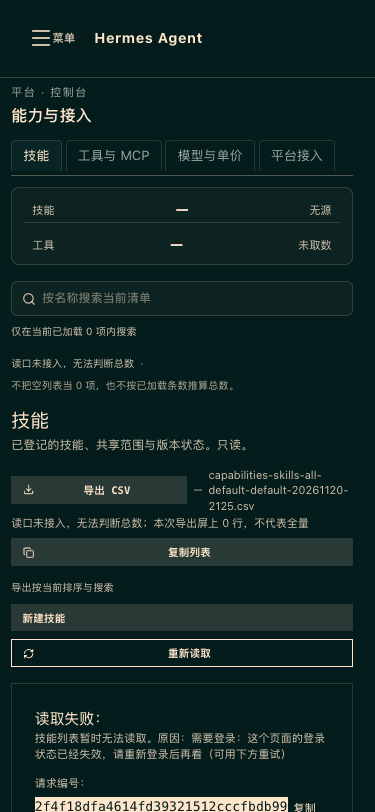 菜单 Hermes Agent
平台 · 控制台
能力与接入
技能 工具与 MCP 模型与单价 平台接入
技能 — 无源
工具 — 未取数
按名称搜索当前清单
仅在当前已加载 0 项内搜索
读口未接入，无法判断总数 ·
不把空列表当 0 项，也不按已加载条数推算总数。
技能
已登记的技能、共享范围与版本状态。只读。
导出 CSV — capabilities-skills-all-
default-default-20261120-
2125.csv
读口未接入，无法判断总数；本次导出屏上 0 行，不代表全量
复制列表
导出按当前排序与搜索
新建技能
重新读取
读取失败：
技能列表暂时无法读取。原因：需要登录：这个页面的登录
状态已经失效，请重新登录后再看（可用下方重试）
请求编号：
2f4f18dfa4614fd39321512cccfbdb99 复制